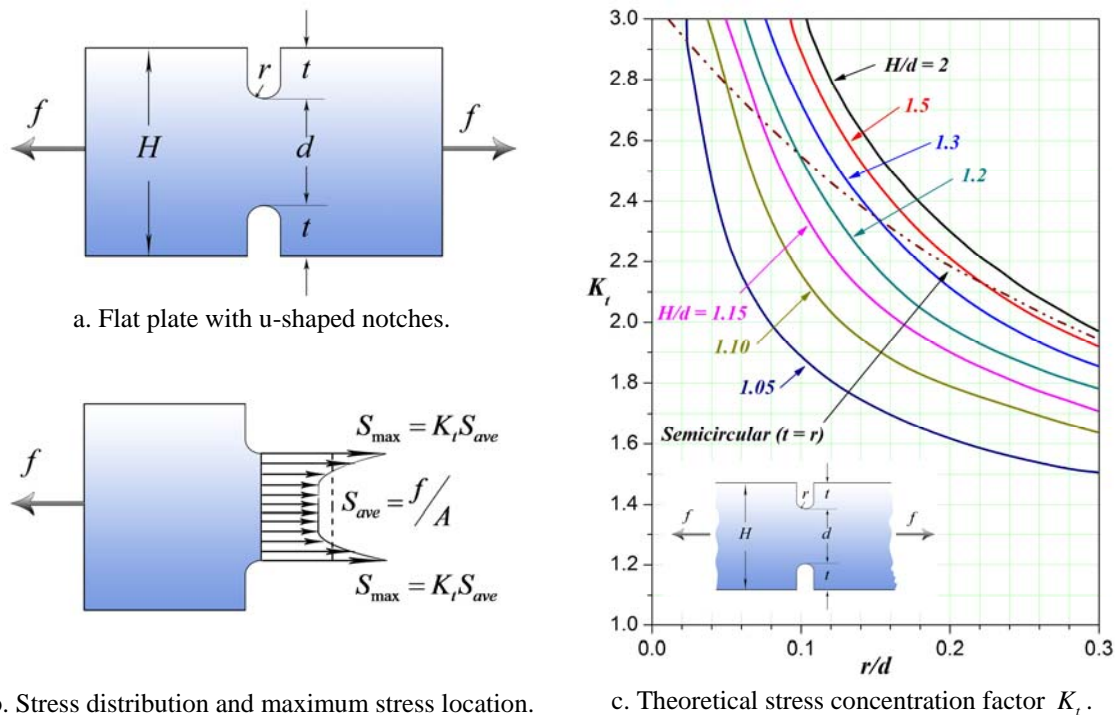 r
t
f
H
d
f
t
a. Flat plate with u-shaped notches.
S_max = K_t S_ave
f
S_ave = f/A
S_max = K_t S_ave
. Stress distribution and maximum stress location.
3.0
2.8
2.6
2.4
2.2
K_t
2.0
1.8
1.6
1.4
1.2
1.0
H/d = 2
1.5
1.3
1.2
H/d = 1.15
1.10
1.05
Semicircular (t = r)
r
t
f
H
d
f
t
0.0
0.1
0.2
0.3
r/d
c. Theoretical stress concentration factor K_t .